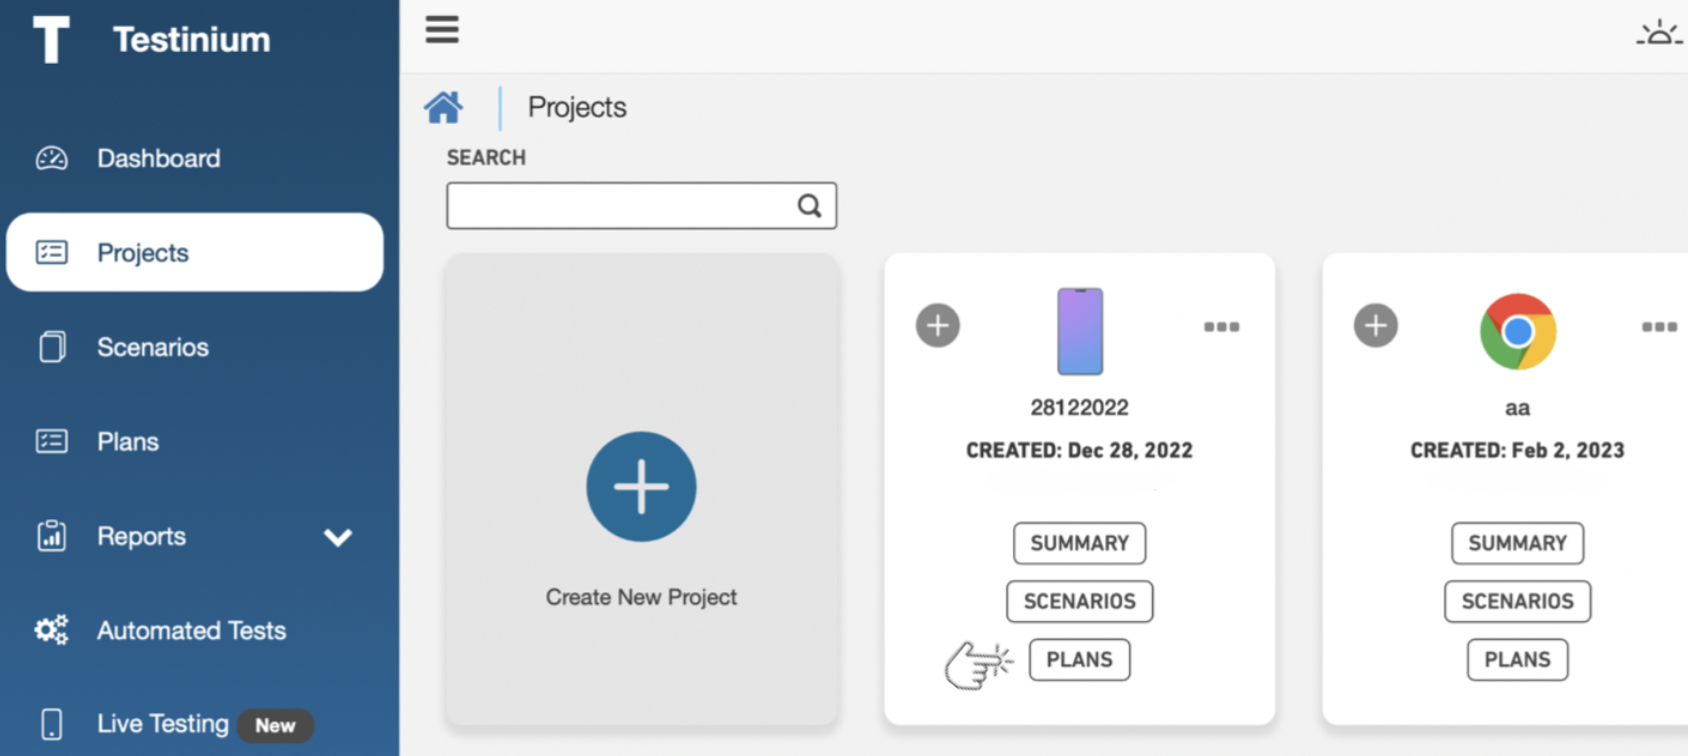 T Testinium
Dashboard
Projects
Scenarios
Plans
Reports
Automated Tests
Live Testing New
Projects
SEARCH
Create New Project
28122022
CREATED: Dec 28, 2022
SUMMARY
SCENARIOS
PLANS
aa
CREATED: Feb 2, 2023
SUMMARY
SCENARIOS
PLANS